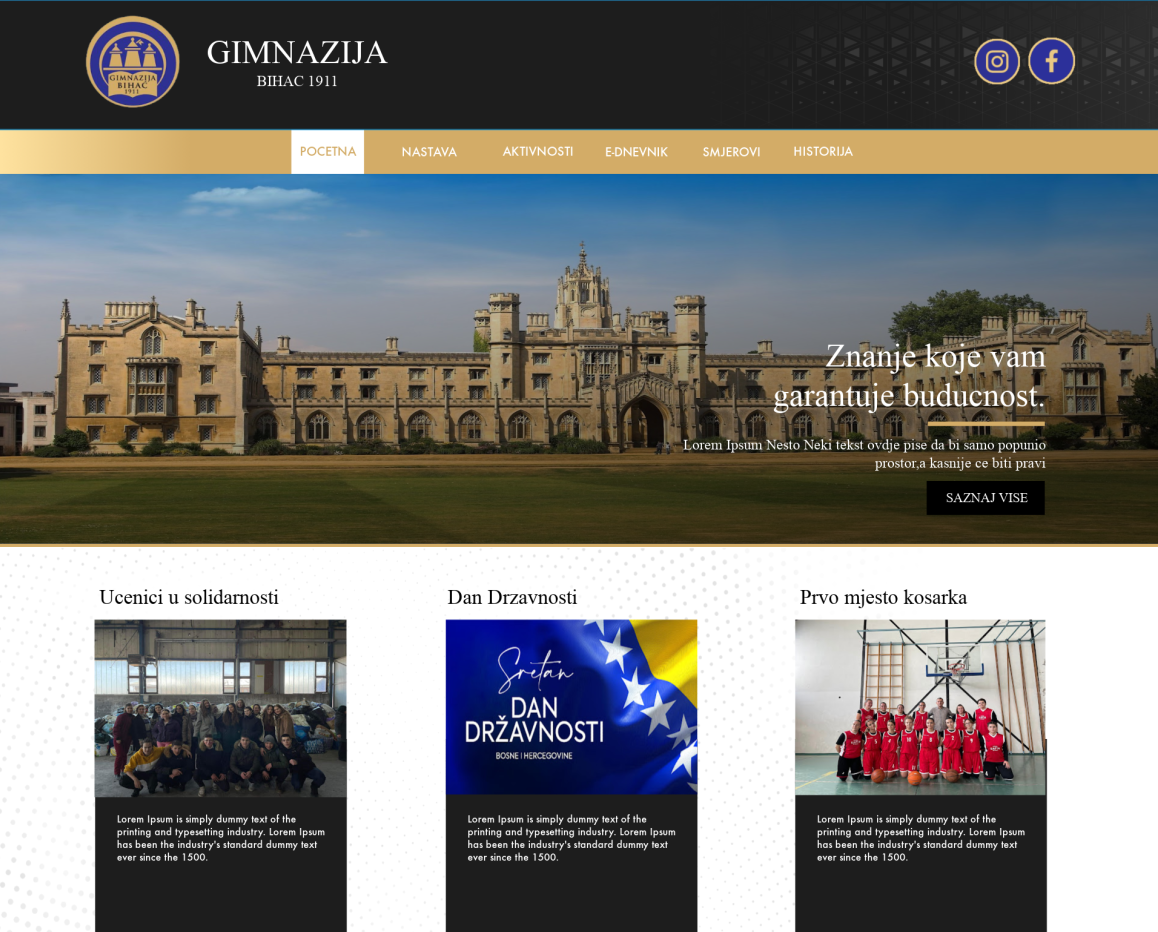 GIMNAZIJA
BIHAĆ
1911
GIMNAZIJA
BIHAC 1911
POCETNA NASTAVA AKTIVNOSTI E-DNEVNIK SMJEROVI HISTORIJA
Znanje koje vam
garantuje buducnost.
Lorem Ipsum Nesto Neki tekst ovdje pise da bi samo popunio
prostor,a kasnije ce biti pravi
SAZNAJ VISE
Ucenici u solidarnosti
Dan Drzavnosti
Prvo mjesto kosarka
Sretan
DAN
DRŽAVNOSTI
BOSNE I HERCEGOVINE
Lorem Ipsum is simply dummy text of the
printing and typesetting industry. Lorem Ipsum
has been the industry's standard dummy text
ever since the 1500.
Lorem Ipsum is simply dummy text of the
printing and typesetting industry. Lorem Ipsum
has been the industry's standard dummy text
ever since the 1500.
Lorem Ipsum is simply dummy text of the
printing and typesetting industry. Lorem Ipsum
has been the industry's standard dummy text
ever since the 1500.